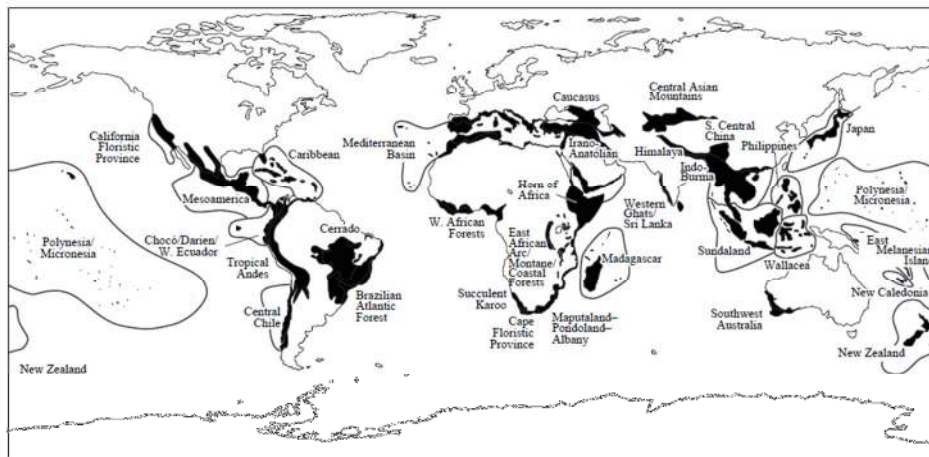 California
Floristic
Province
Polynesia/
Micronesia
Mesoamerica
Caribbean
Chocó/Darien/
W. Ecuador
Tropical
Andes
Cerrado
Brazilian
Atlantic
Forest
Central
Chile
New Zealand
Mediterranean
Basin
Caucasus
Irano-
Anatolian
Central Asian
Mountains
Himalaya
S. Central
China
Indo-
Burma
Philippines
Japan
W. African
Forests
Horn of
Africa
East
African
Arc/
Montane/
Coastal
Forests
Madagascar
Succulent
Karoo
Cape
Floristic
Province
Maputaland–
Pondoland–
Albany
Western
Ghats/
Sri Lanka
Sundaland
Wallacea
Polynesia/
Micronesia
East
Melanesian
Island
New Caledonia
Southwest
Australia
New Zealand